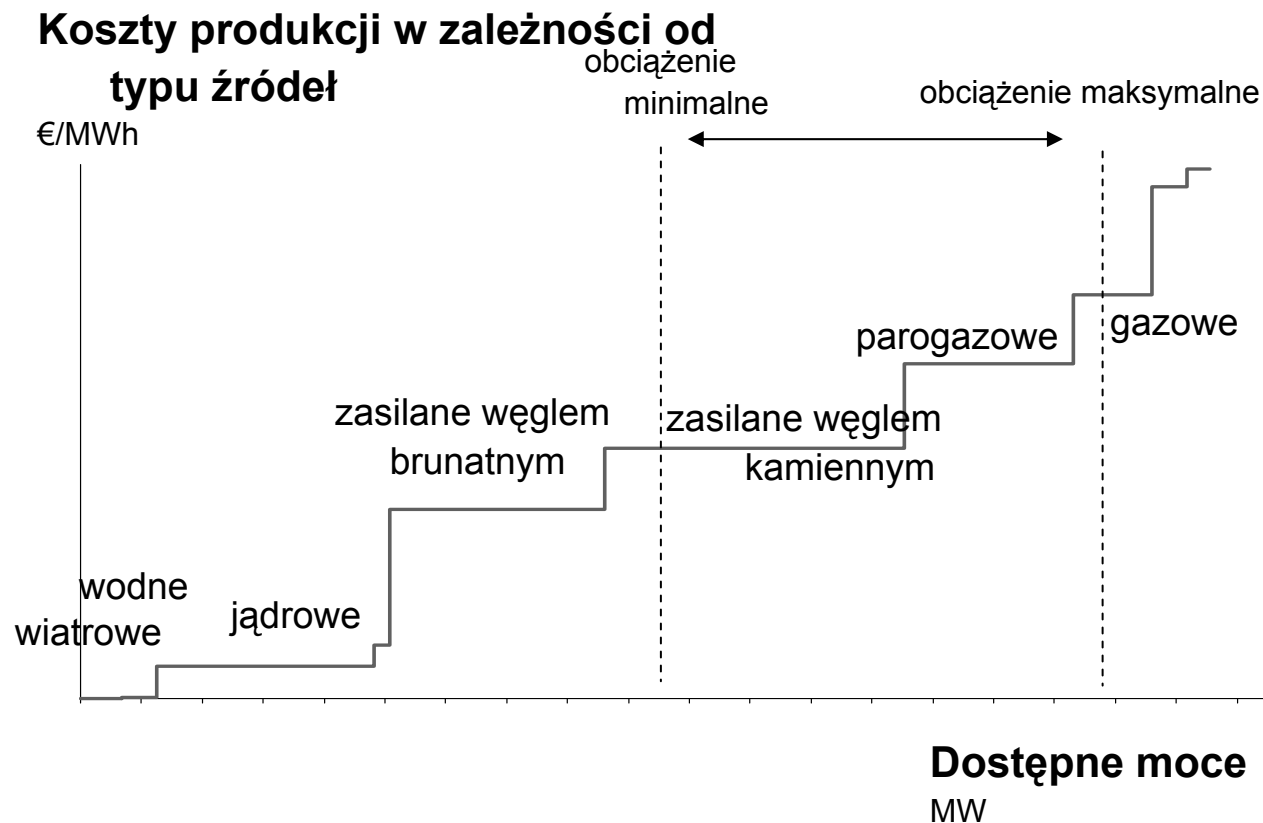 Koszty produkcji w zależności od
typu źródeł
obciążenie
minimalne
obciążenie maksymalne
€/MWh
parogazowe
gazowe
zasilane węglem
brunatnym
zasilane węglem
kamiennym
wodne
wiatrowe
jądrowe
Dostępne moce
MW